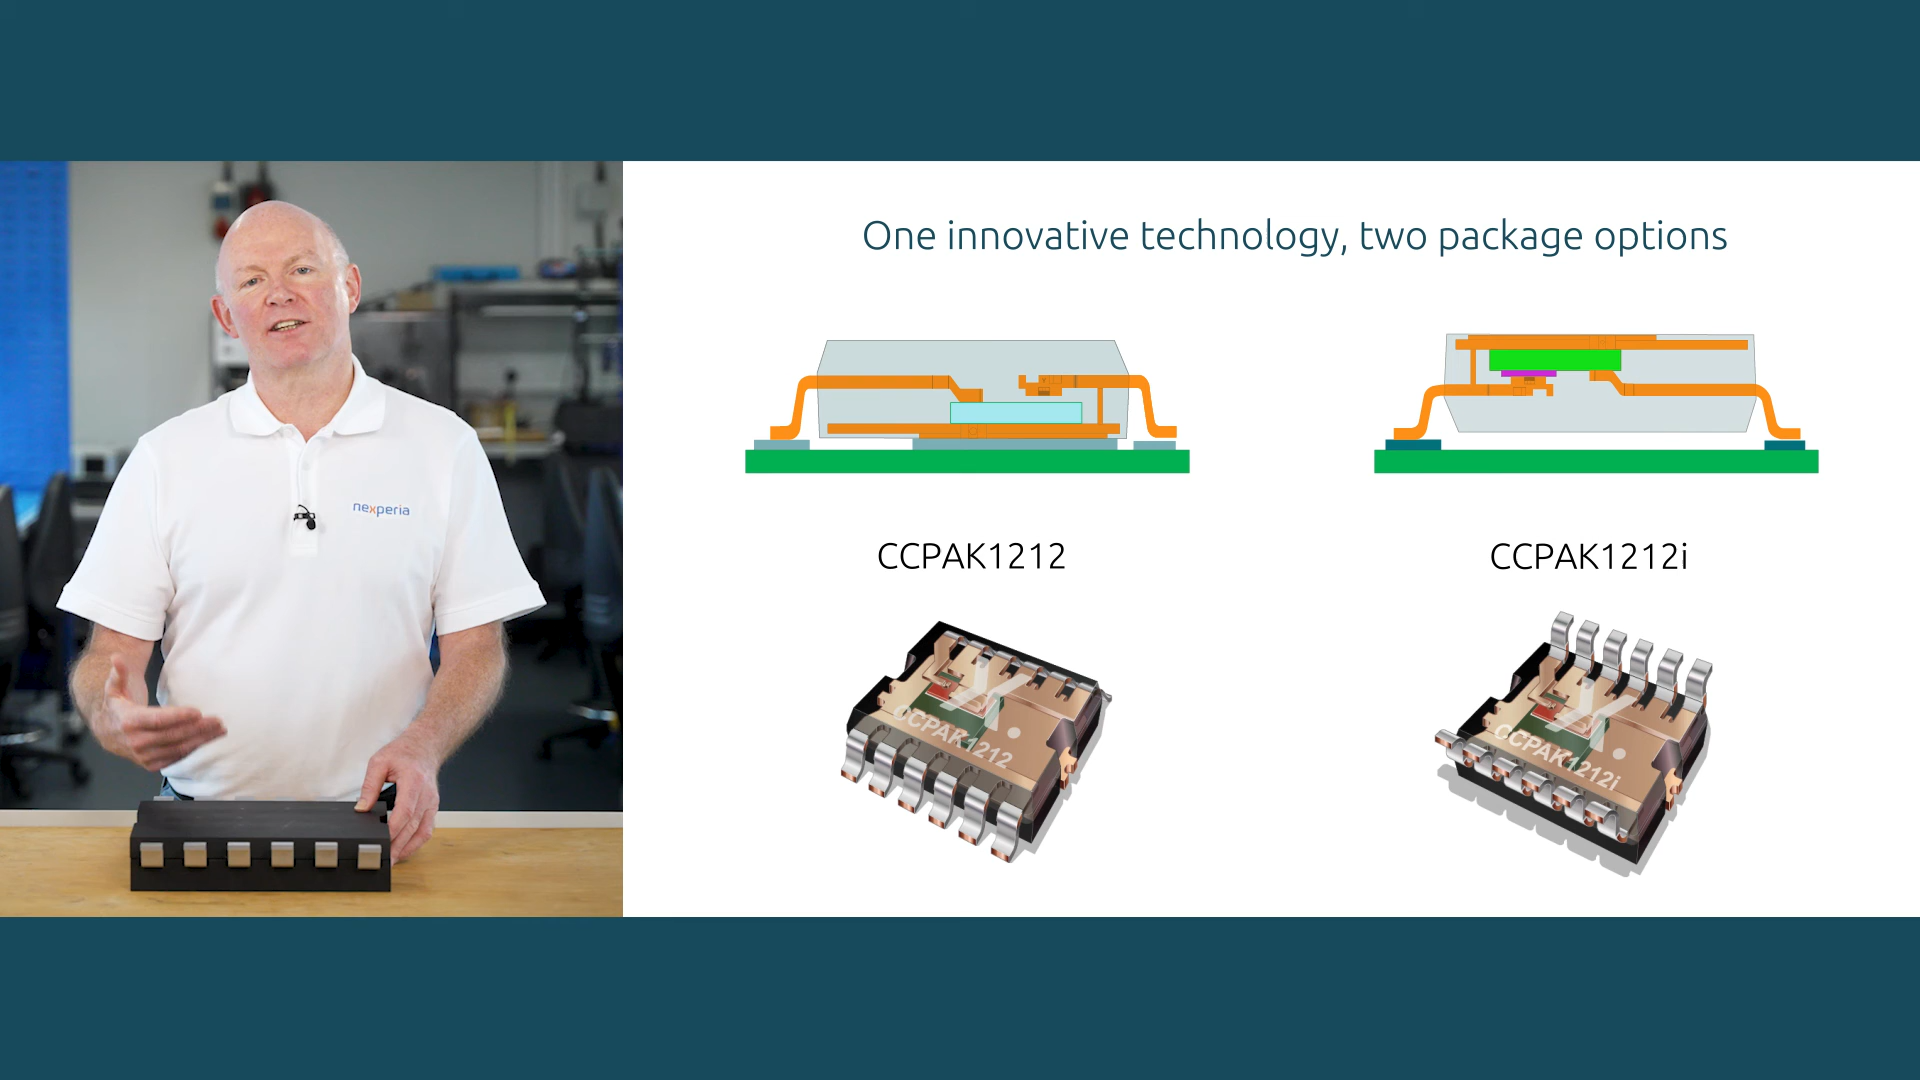 One innovative technology, two package options
nexperia
CCPAK1212
CCPAK1212i
CCPAK1212
CCPAK1212i